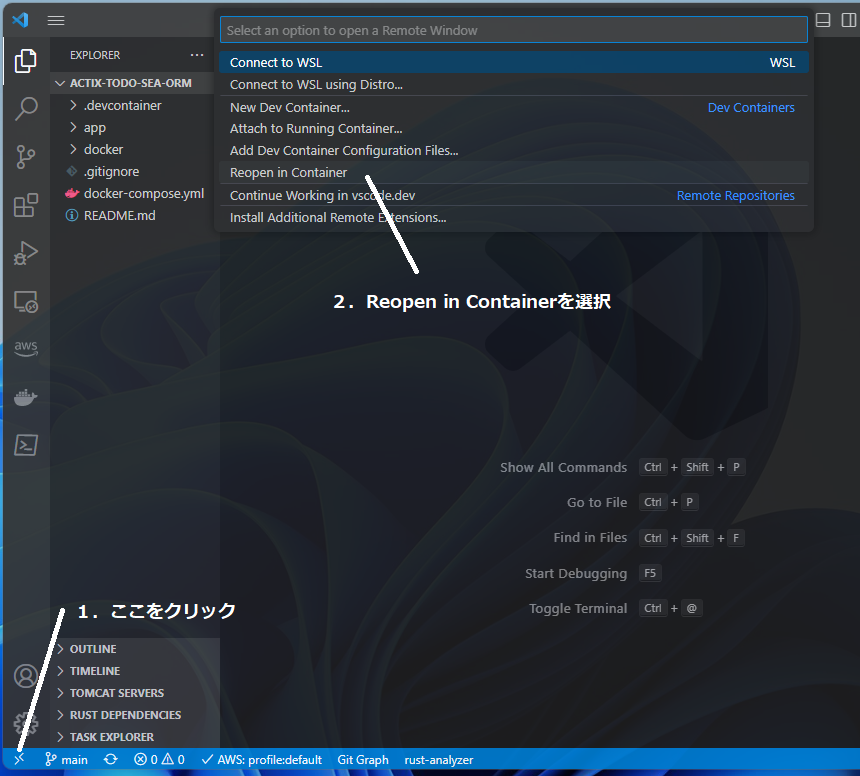 Select an option to open a Remote Window
Connect to WSL WSL
Connect to WSL using Distro...
New Dev Container... Dev Containers
Attach to Running Container...
Add Dev Container Configuration Files...
Reopen in Container
Continue Working in vscode.dev Remote Repositories
Install Additional Remote Extensions...
EXPLORER ...
ACTIX-TODO-SEA-ORM
.devcontainer
app
docker
.gitignore
docker-compose.yml
README.md
aws
2．Reopen in Containerを選択
Show All Commands Ctrl + Shift + P
Go to File Ctrl + P
Find in Files Ctrl + Shift + F
Start Debugging F5
Toggle Terminal Ctrl + @
1．ここをクリック
OUTLINE
TIMELINE
TOMCAT SERVERS
RUST DEPENDENCIES
TASK EXPLORER
main 0 0 AWS: profile:default Git Graph rust-analyzer